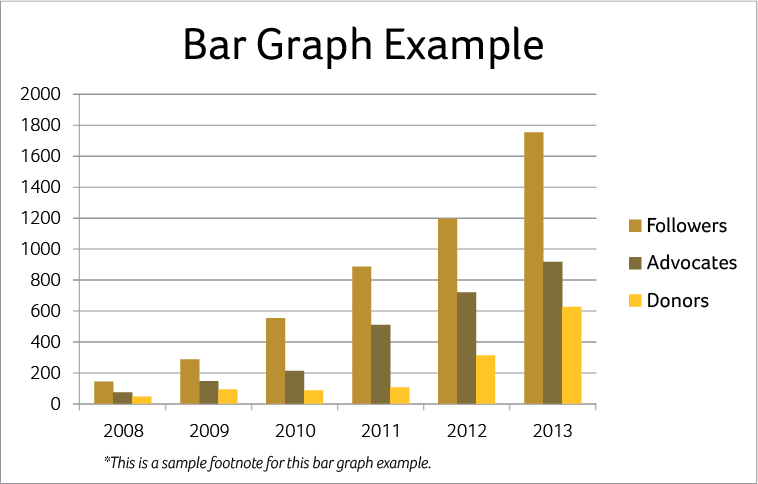 Bar Graph Example
2000
1800
1600
1400
1200
1000
800
600
400
200
0
2008 2009 2010 2011 2012 2013
Followers
Advocates
Donors
*This is a sample footnote for this bar graph example.